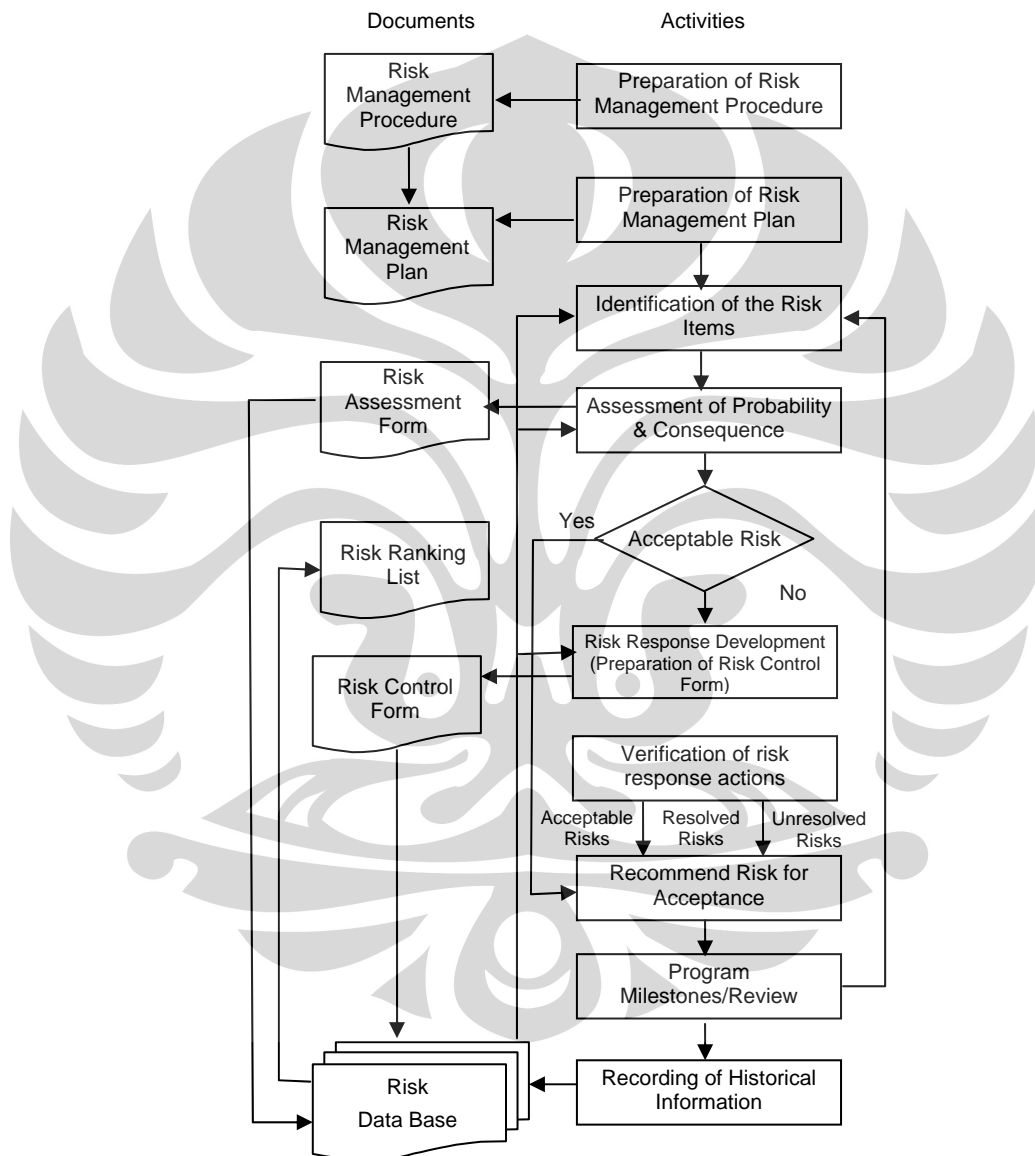 Documents
Activities
Risk
Management
Procedure
Preparation of Risk
Management Procedure
Risk
Management
Plan
Preparation of Risk
Management Plan
Identification of the Risk
Items
Risk
Assessment
Form
Assessment of Probability
& Consequence
Yes
Acceptable Risk
No
Risk Ranking
List
Risk Response Development
(Preparation of Risk Control
Form)
Risk Control
Form
Verification of risk
response actions
Acceptable
Risks
Resolved
Risks
Unresolved
Risks
Recommend Risk for
Acceptance
Program
Milestones/Review
Recording of Historical
Information
Risk
Data Base